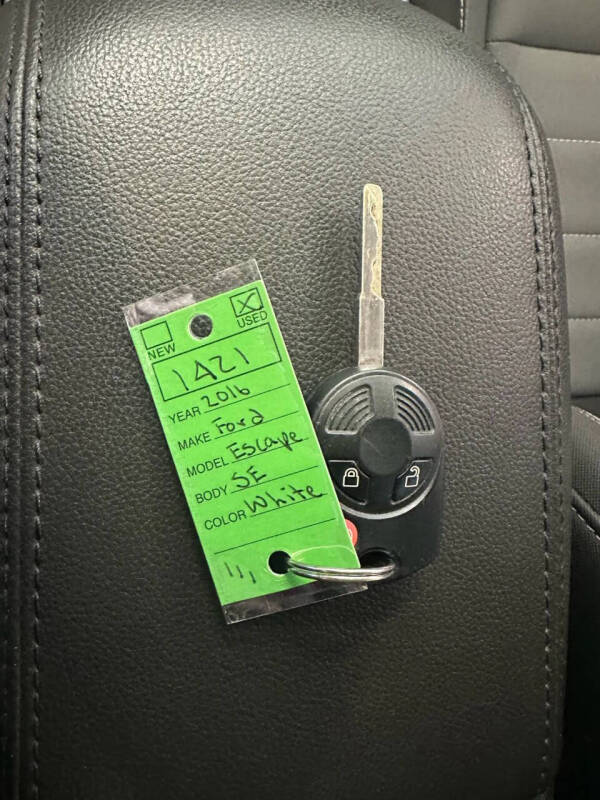 NEW
USED
1421
YEAR 2016
MAKE Ford
MODEL Escape
BODY SE
COLOR White